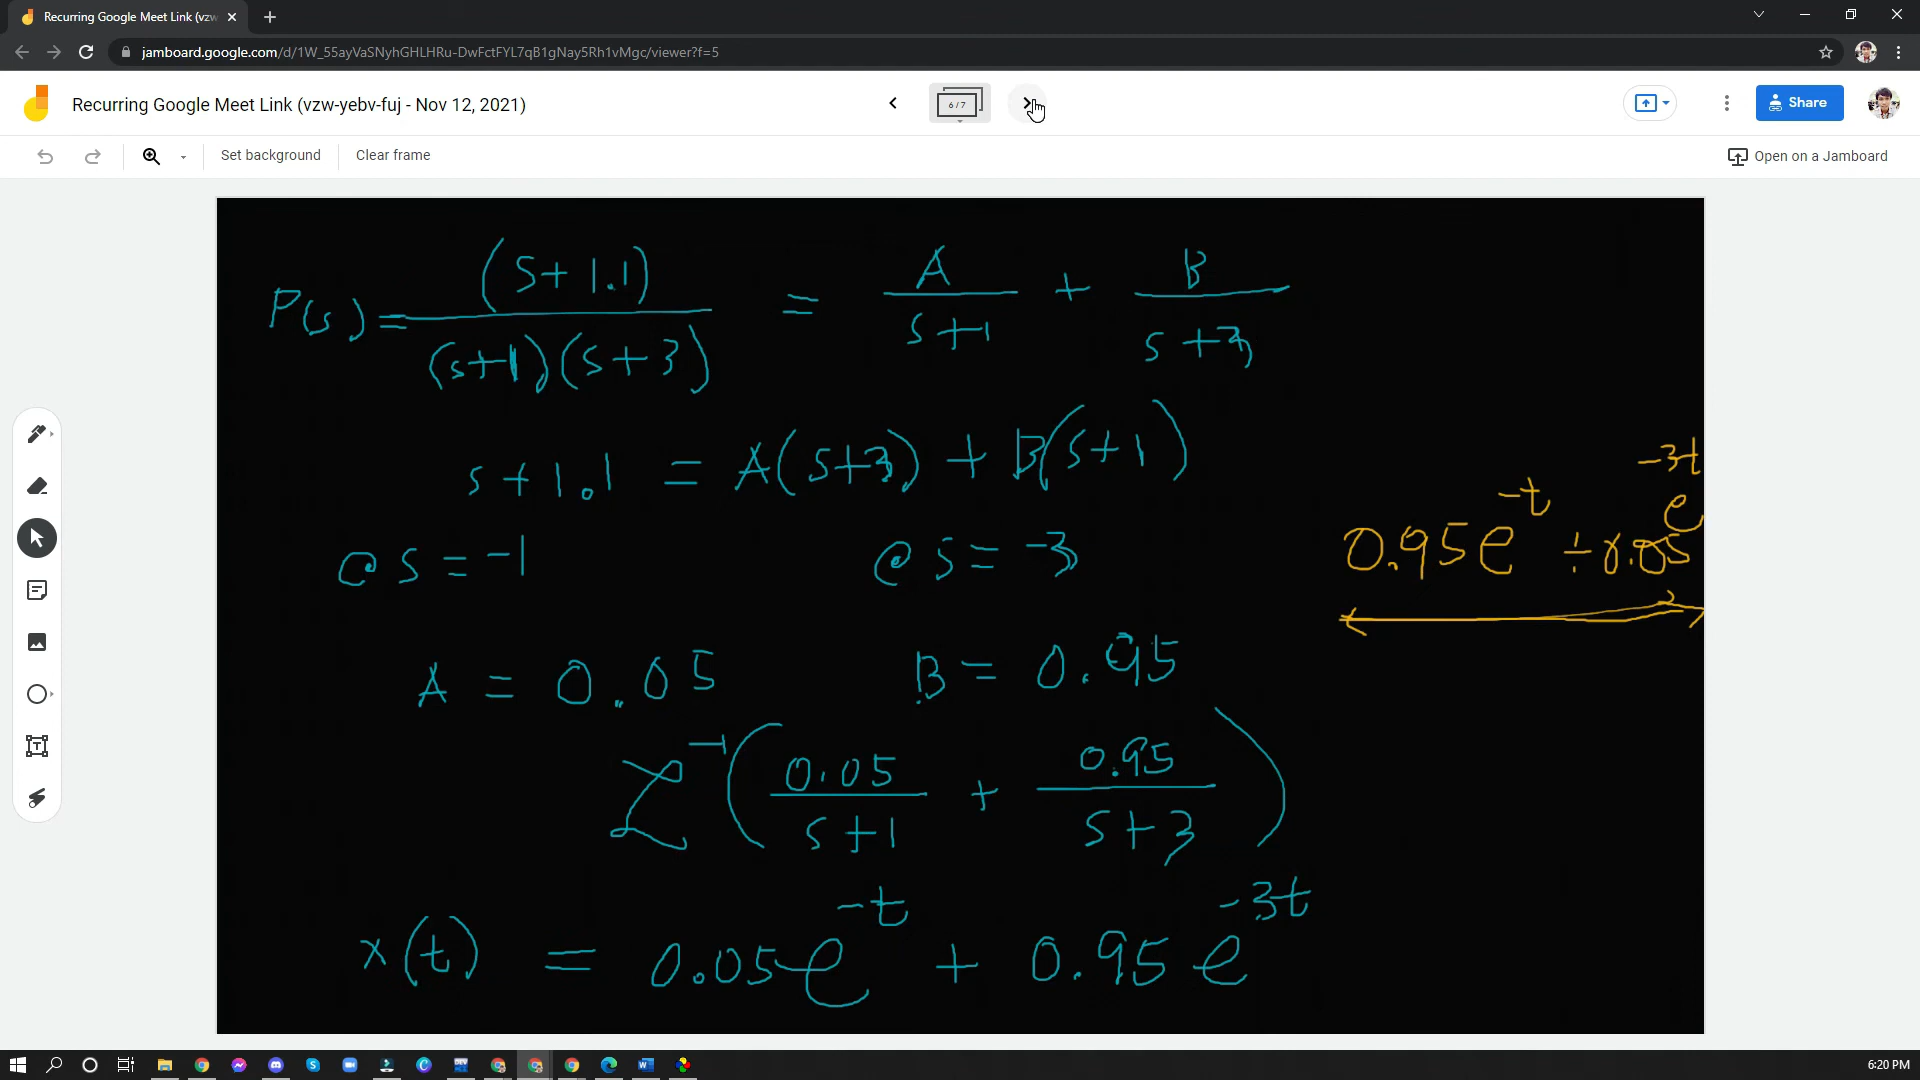 Recurring Google Meet Link (vzw-
jamboard.google.com/d/1W_55ayVaSNyhGHLHRu-DwFctFYL7qB1gNay5Rh1vMgc/viewer?f=5
Recurring Google Meet Link (vzw-yebv-fuj - Nov 12, 2021)
6 / 7
Share
Set background
Clear frame
Open on a Jamboard
P(s) = (s+1.1) / (s+1)(s+3) = A / s+1 + B / s+3
s+1.1 = A(s+3) + B(s+1)
@ s = -1
@ s = -3
0.95e^-t + 0.05e^-3t
A = 0.05
B = 0.95
L^-1 (0.05 / s+1 + 0.95 / s+3)
x(t) = 0.05e^-t + 0.95e^-3t
6:20 PM